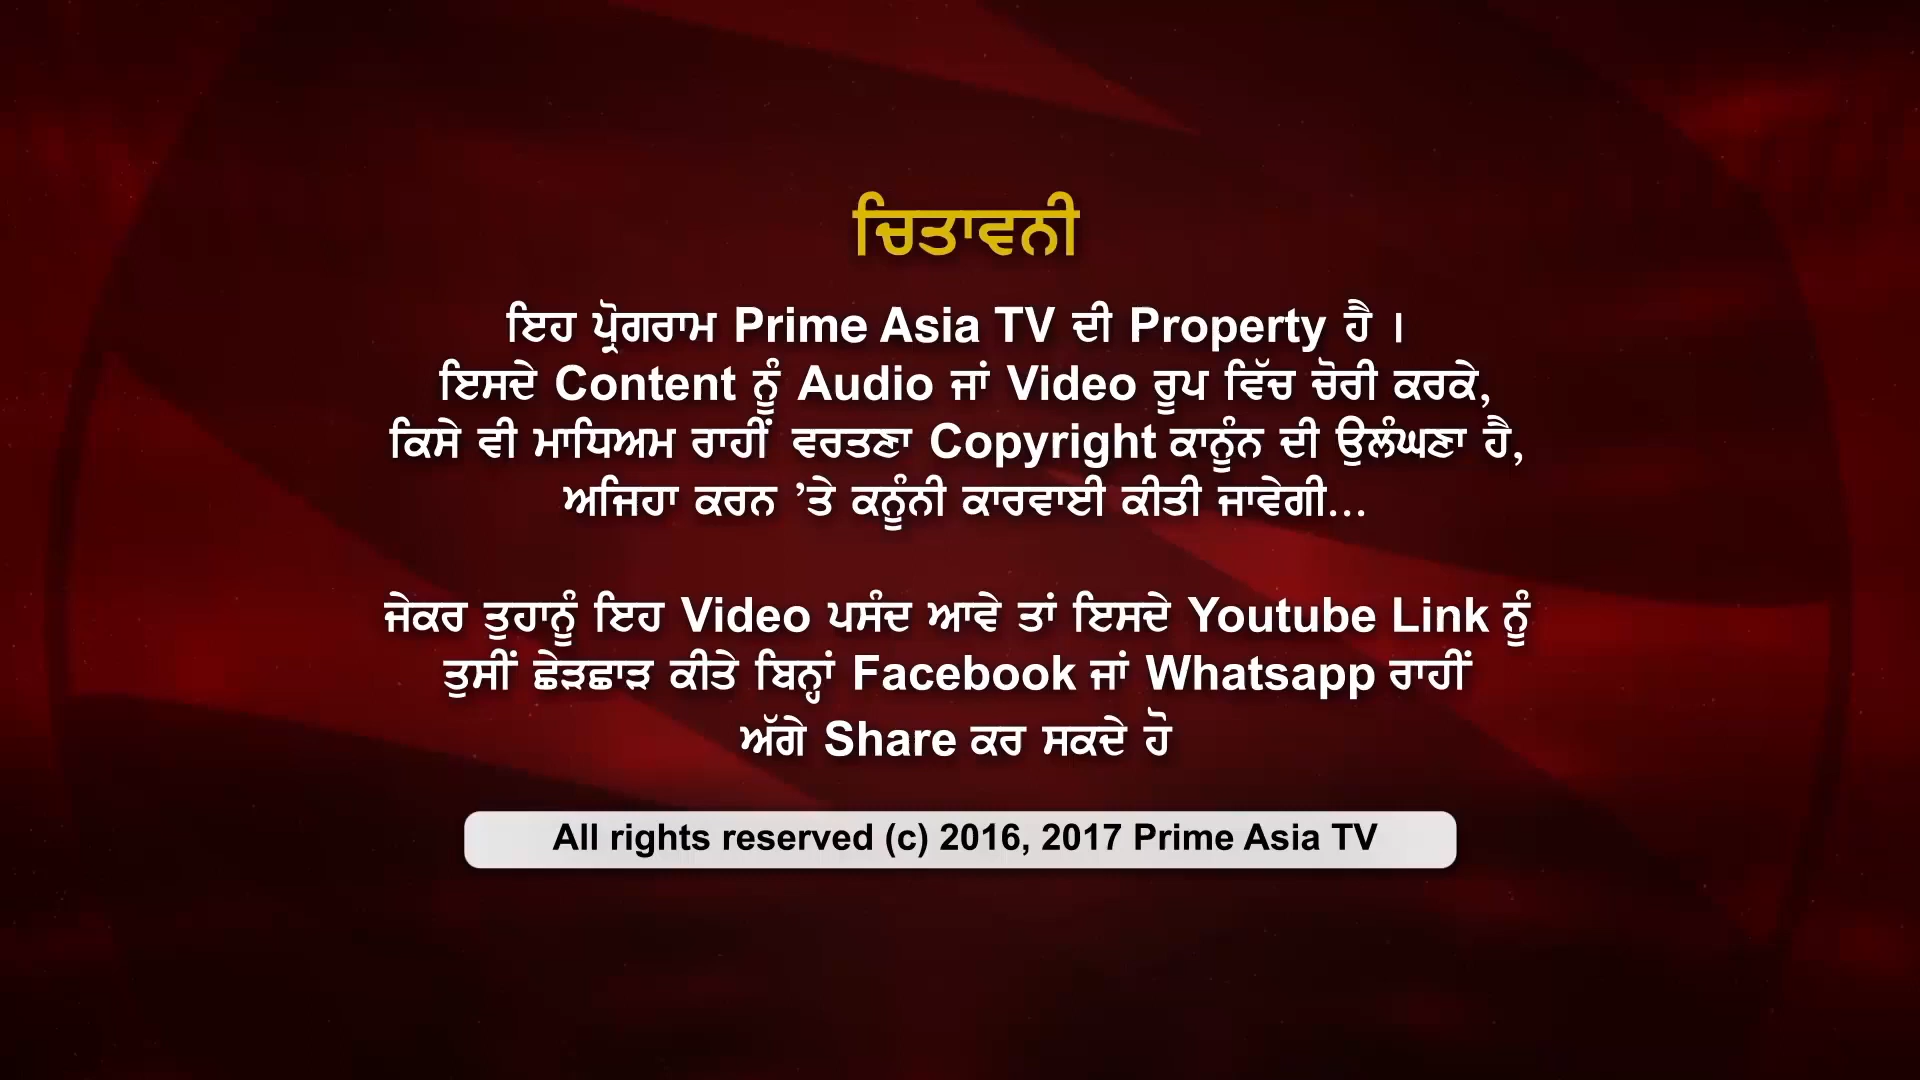 ਚਿਤਾਵਨੀ
ਇਹ ਪ੍ਰੋਗਰਾਮ Prime Asia TV ਦੀ Property ਹੈ ।
ਇਸਦੇ Content ਨੂੰ Audio ਜਾਂ Video ਰੂਪ ਵਿੱਚ ਚੋਰੀ ਕਰਕੇ,
ਕਿਸੇ ਵੀ ਮਾਧਿਅਮ ਰਾਹੀਂ ਵਰਤਣਾ Copyright ਕਾਨੂੰਨ ਦੀ ਉਲੰਘਣਾ ਹੈ,
ਅਜਿਹਾ ਕਰਨ ’ਤੇ ਕਨੂੰਨੀ ਕਾਰਵਾਈ ਕੀਤੀ ਜਾਵੇਗੀ...
ਜੇਕਰ ਤੁਹਾਨੂੰ ਇਹ Video ਪਸੰਦ ਆਵੇ ਤਾਂ ਇਸਦੇ Youtube Link ਨੂੰ
ਤੁਸੀਂ ਛੇੜਛਾੜ ਕੀਤੇ ਬਿਨ੍ਹਾਂ Facebook ਜਾਂ Whatsapp ਰਾਹੀਂ
ਅੱਗੇ Share ਕਰ ਸਕਦੇ ਹੋ
All rights reserved (c) 2016, 2017 Prime Asia TV